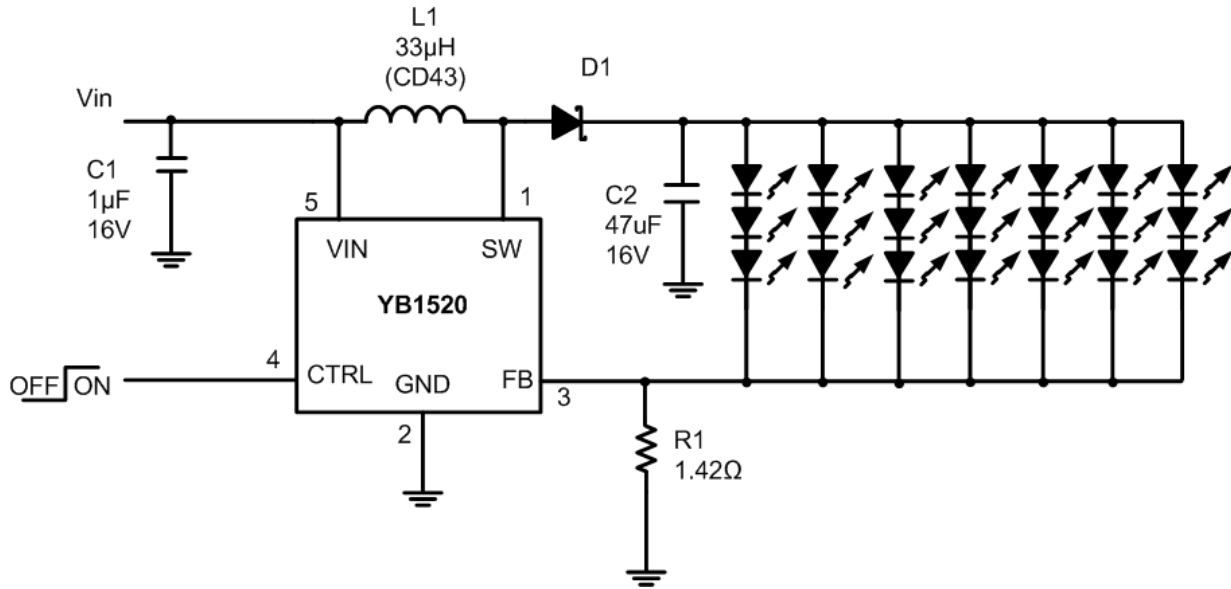 L1
33µH
(CD43)
D1
Vin
C1
1µF
16V
5
1
C2
47uF
16V
VIN
SW
YB1520
4
OFF ON
CTRL
GND
FB
3
2
R1
1.42Ω